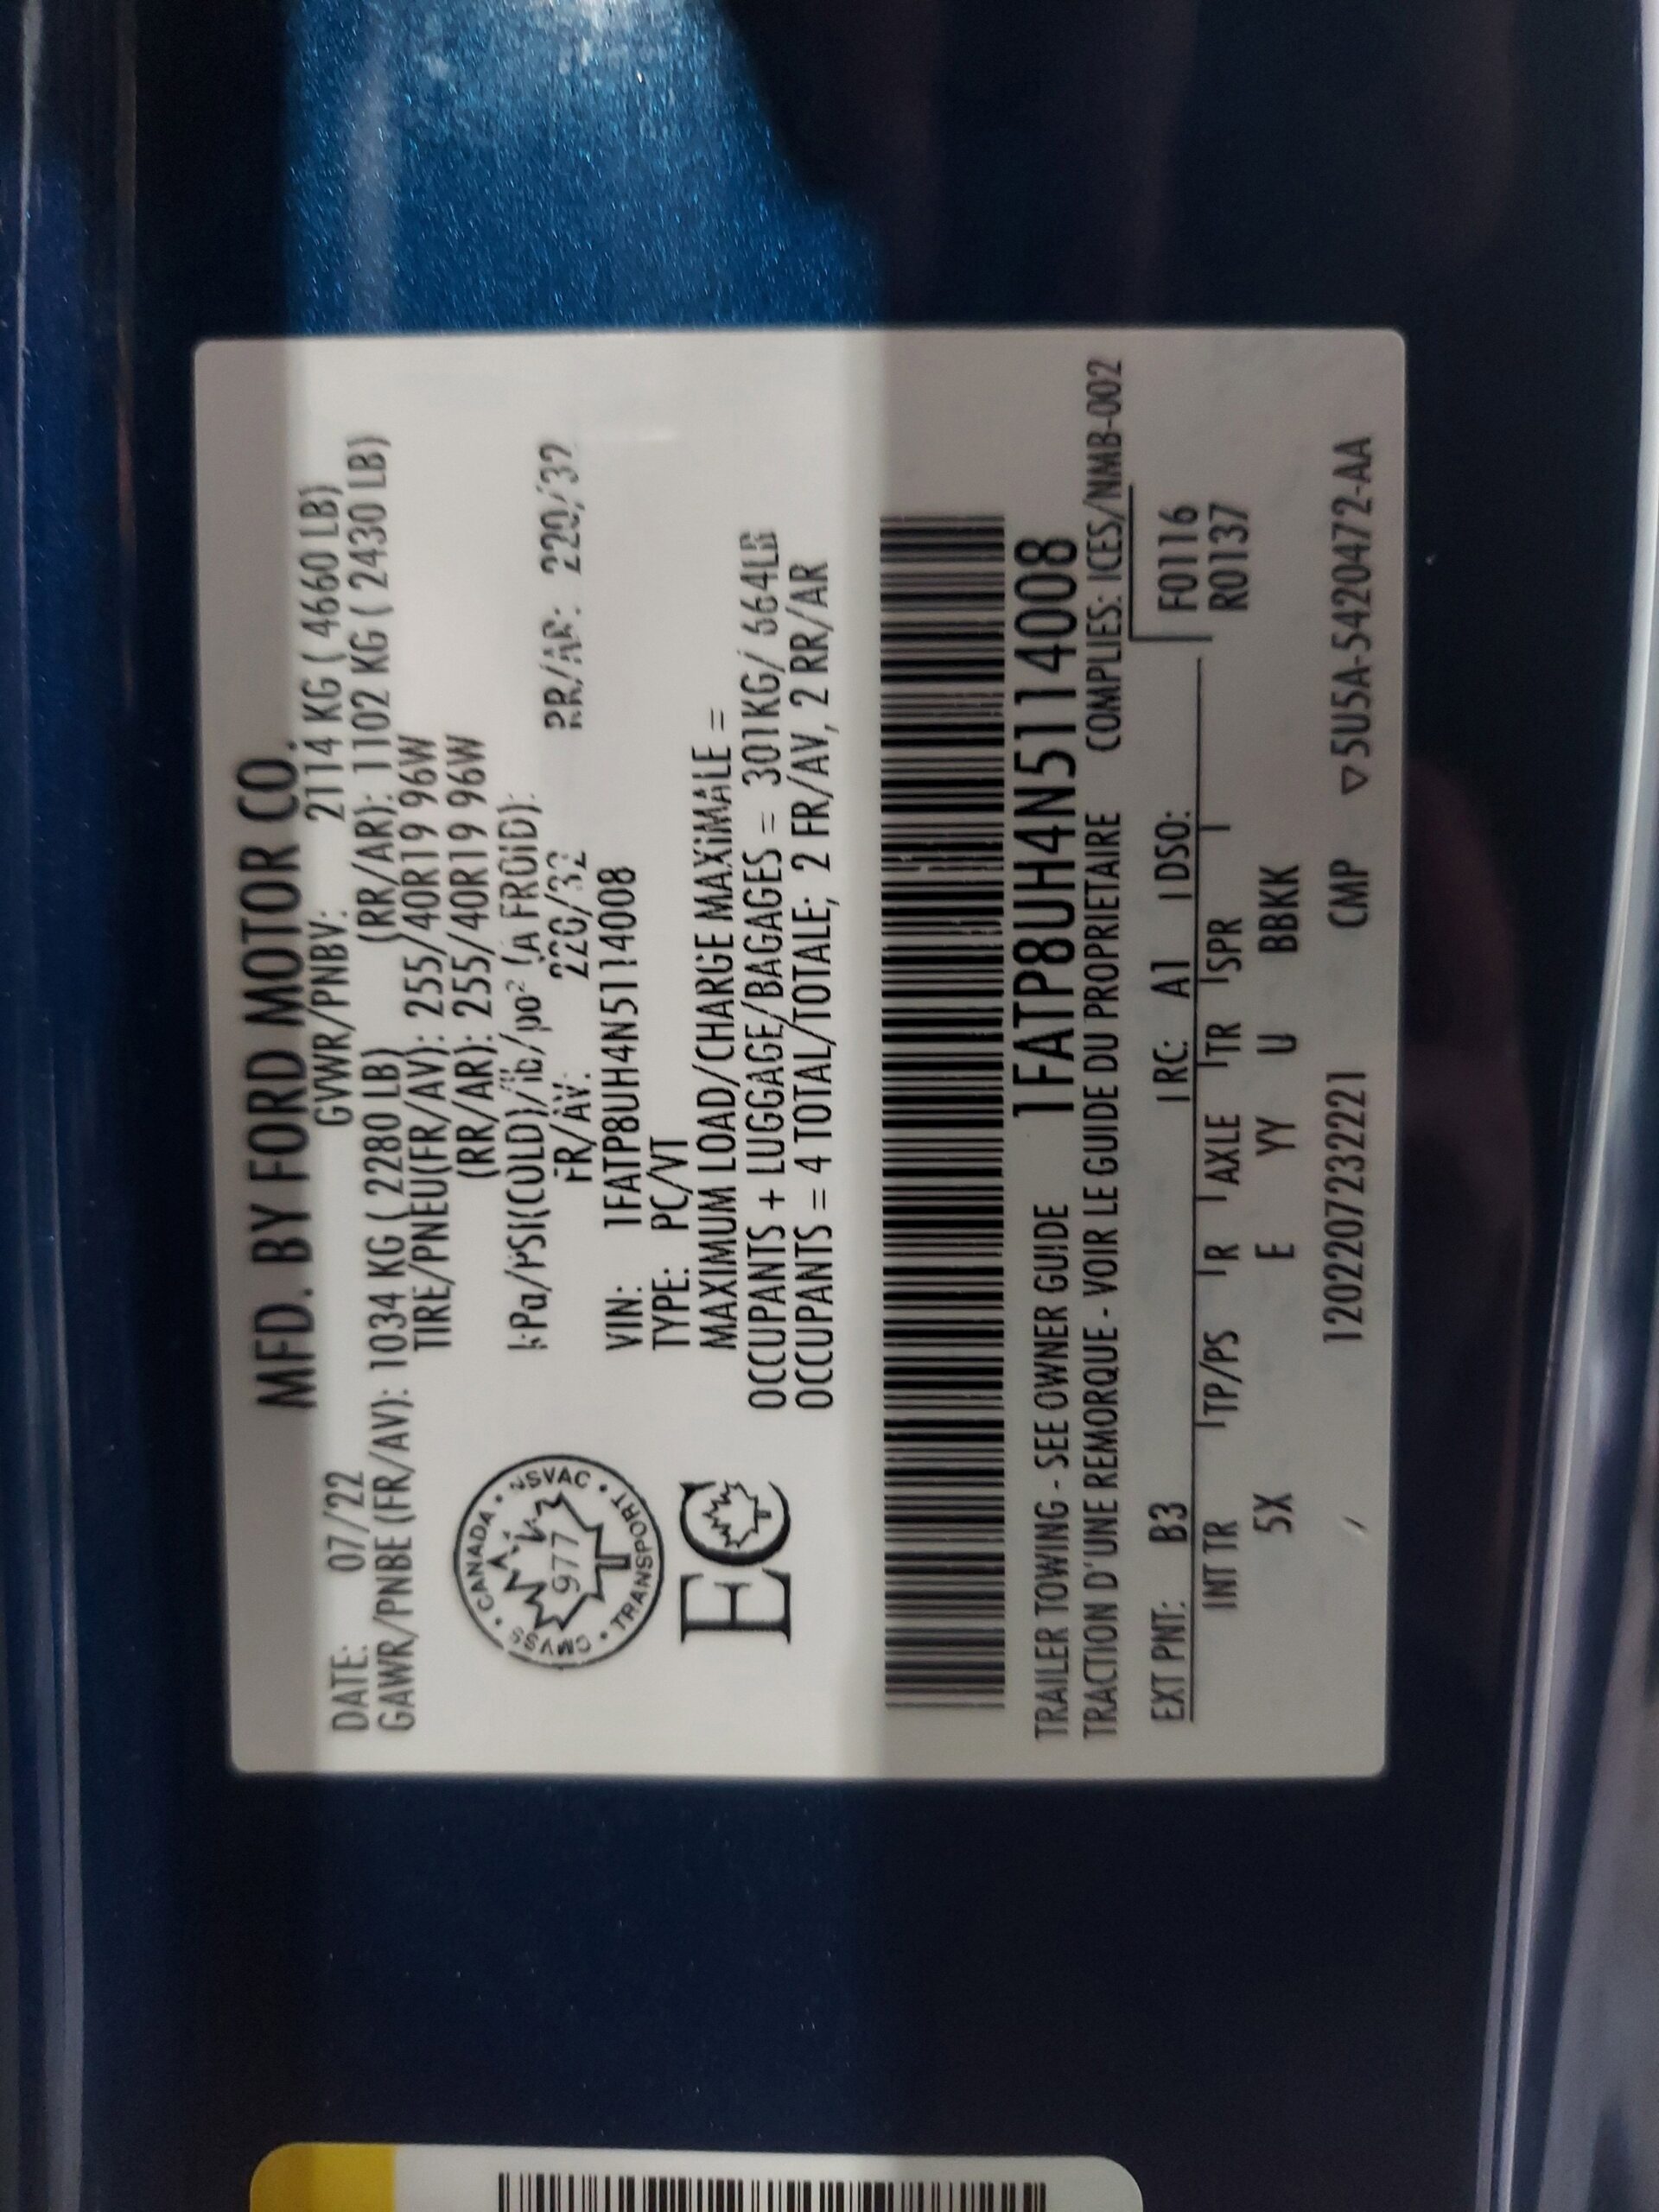 MFD. BY FORD MOTOR CO.
DATE: 07/22 GVWR/PNBV: 2114 KG ( 4660 LB)
GAWR/PNBE (FR/AV): 1034 KG ( 2280 LB) (RR/AR): 1102 KG ( 2430 LB)
TIRE/PNEU(FR/AV): 255/40R19 96W
(RR/AR): 255/40R19 96W
kPa/PSI(COLD)/lb/po² (A FROID):
FR/AV: 220/32 RR/AR: 220/32
VIN: 1FATP8UH4N5114008
TYPE: PC/VT
MAXIMUM LOAD/CHARGE MAXIMALE =
OCCUPANTS + LUGGAGE/BAGAGES = 301KG/ 664LB
OCCUPANTS = 4 TOTAL/TOTALE; 2 FR/AV, 2 RR/AR
CANADA • NSVAC • TRANSPORT • CMVSS •
977
EC
1FATP8UH4N5114008
TRAILER TOWING - SEE OWNER GUIDE
TRACTION D'UNE REMORQUE - VOIR LE GUIDE DU PROPRIETAIRE COMPLIES: ICES/NMB-002
EXT PNT: B3 RC: A1 DSO: F0116
INT TR TP/PS R AXLE TR SPR R0137
5X E YY U BBKK
120220723221 CMP ▽5U5A-5420472-AA